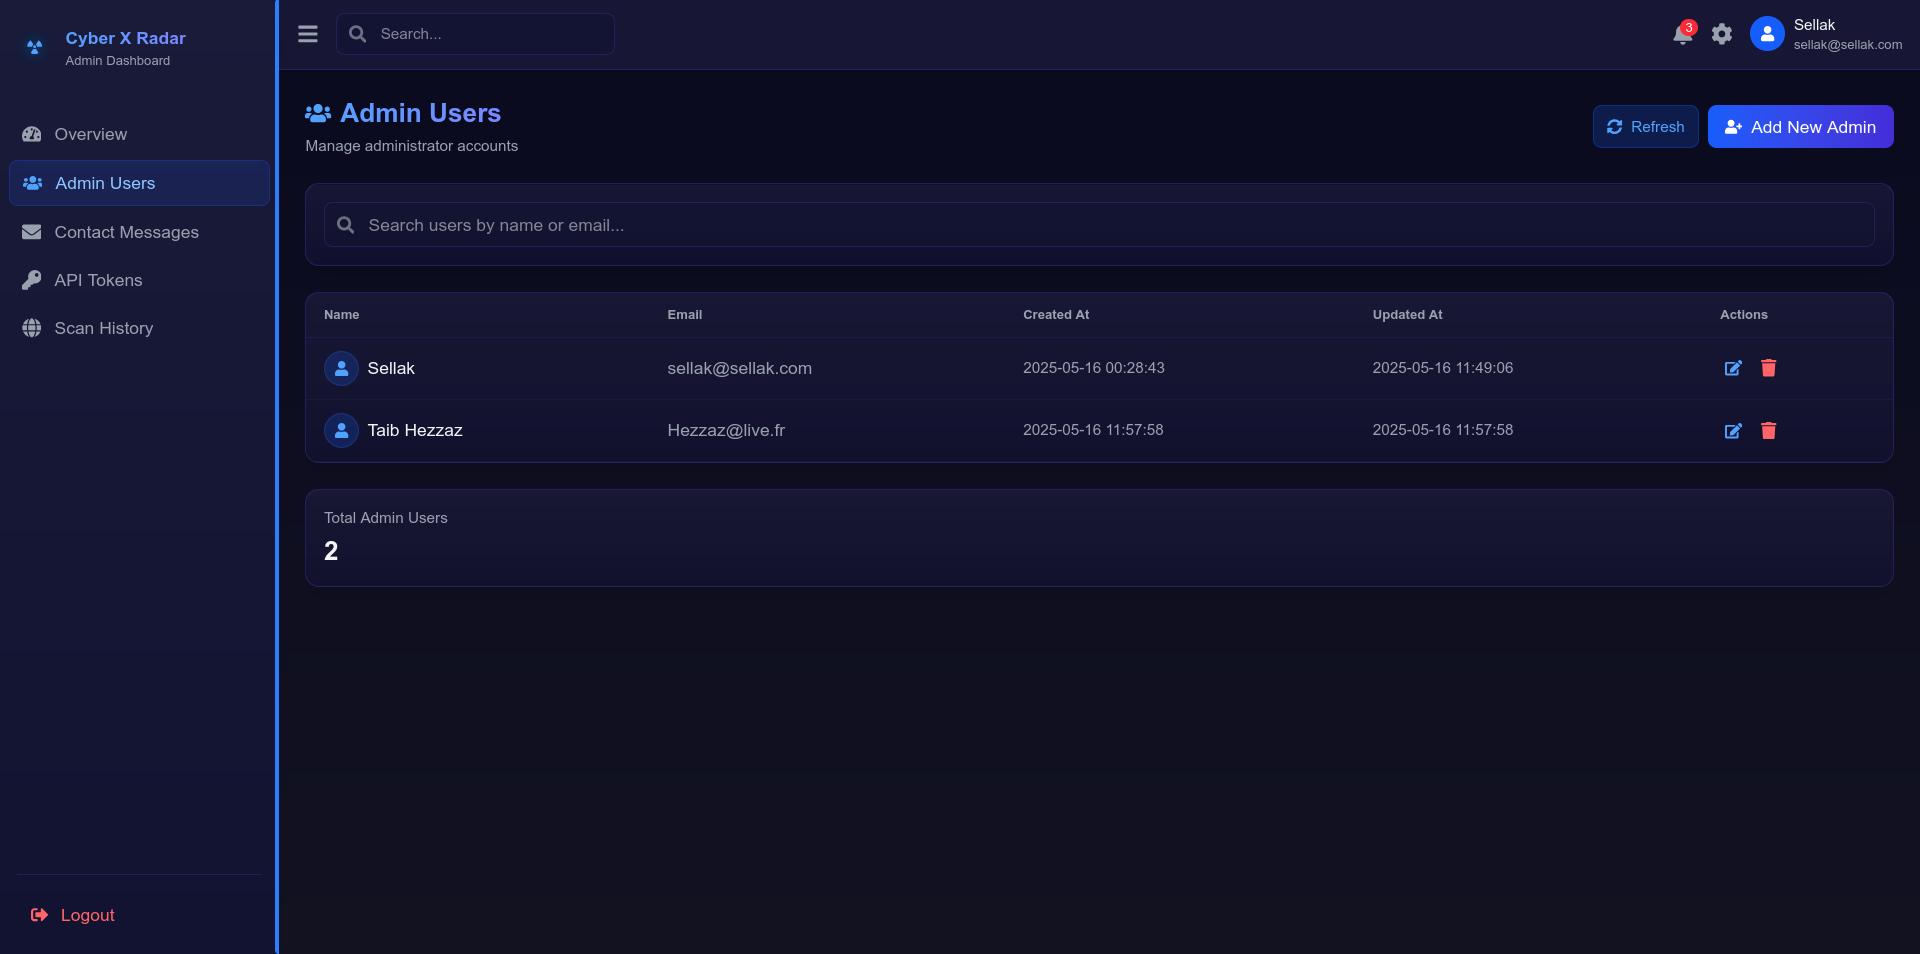 Cyber X Radar
Admin Dashboard
Overview
Admin Users
Contact Messages
API Tokens
Scan History
Logout
Search...
3
Sellak
sellak@sellak.com
Admin Users
Manage administrator accounts
Refresh
Add New Admin
Search users by name or email...
Name Email Created At Updated At Actions
Sellak sellak@sellak.com 2025-05-16 00:28:43 2025-05-16 11:49:06
Taib Hezzaz Hezzaz@live.fr 2025-05-16 11:57:58 2025-05-16 11:57:58
Total Admin Users
2